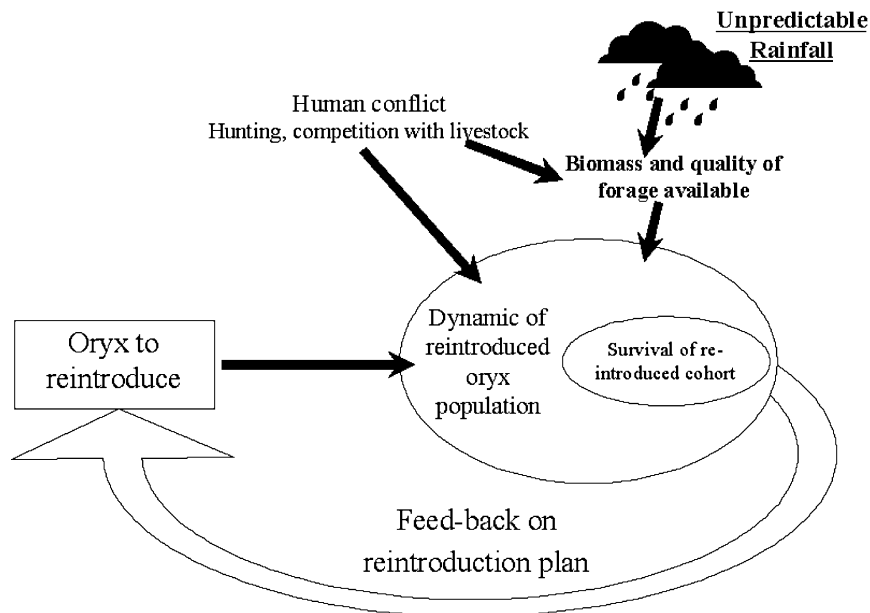 Unpredictable
Rainfall
Human conflict
Hunting, competition with livestock
Biomass and quality of
forage available
Oryx to
reintroduce
Dynamic of
reintroduced
oryx
population
Survival of re-
introduced cohort
Feed-back on
reintroduction plan